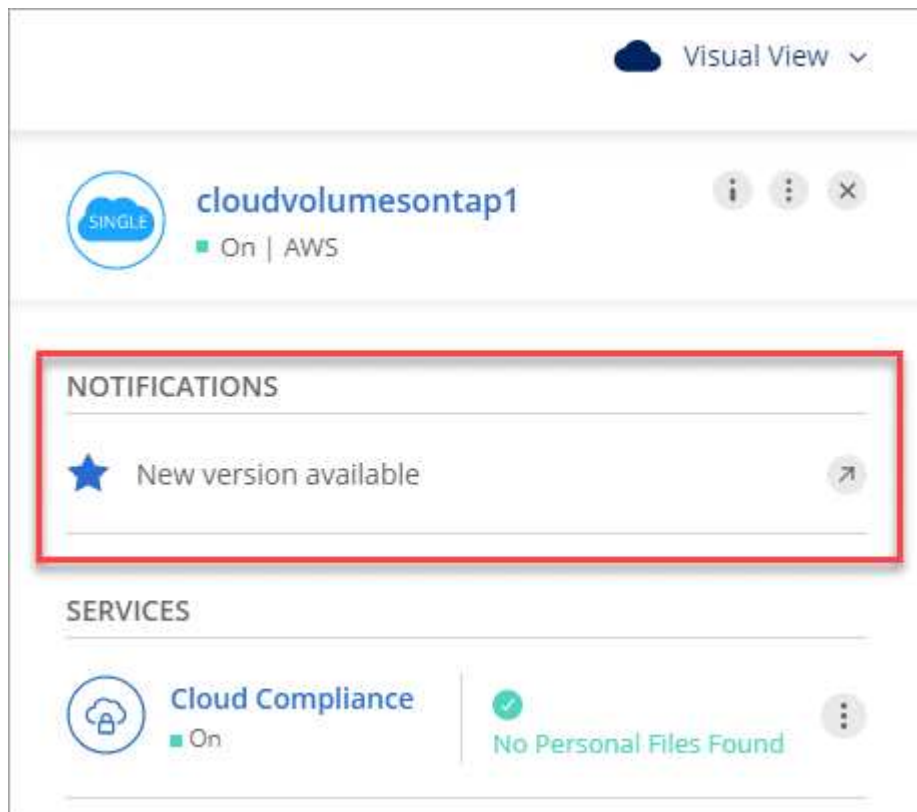 Visual View
SINGLE
cloudvolumesontap1
On | AWS
NOTIFICATIONS
New version available
SERVICES
Cloud Compliance
On
No Personal Files Found